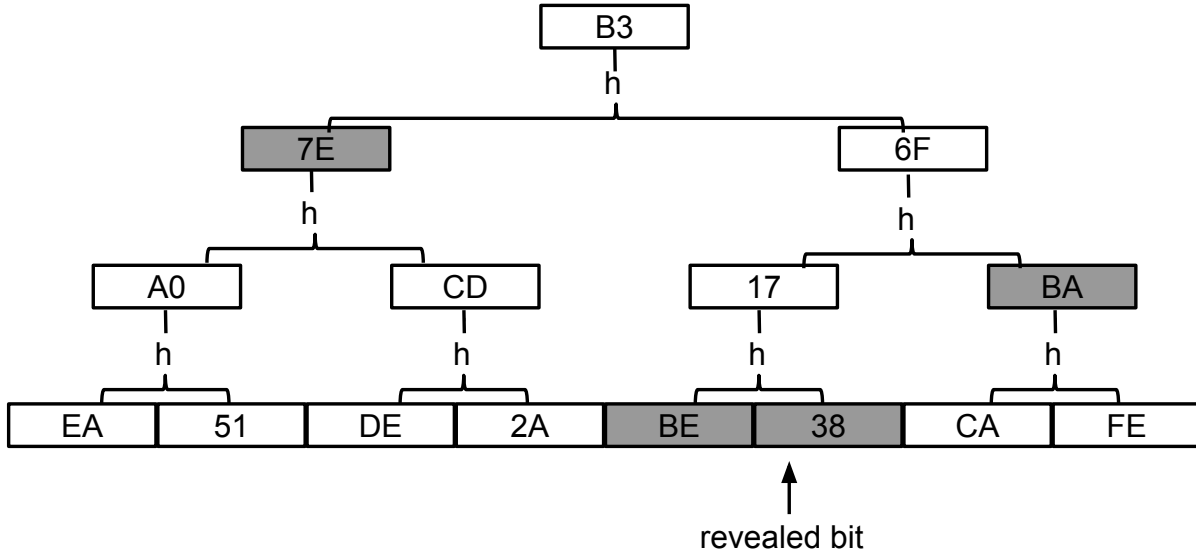 B3
h
7E 6F
h h
A0 CD 17 BA
h h h h
EA 51 DE 2A BE 38 CA FE
revealed bit